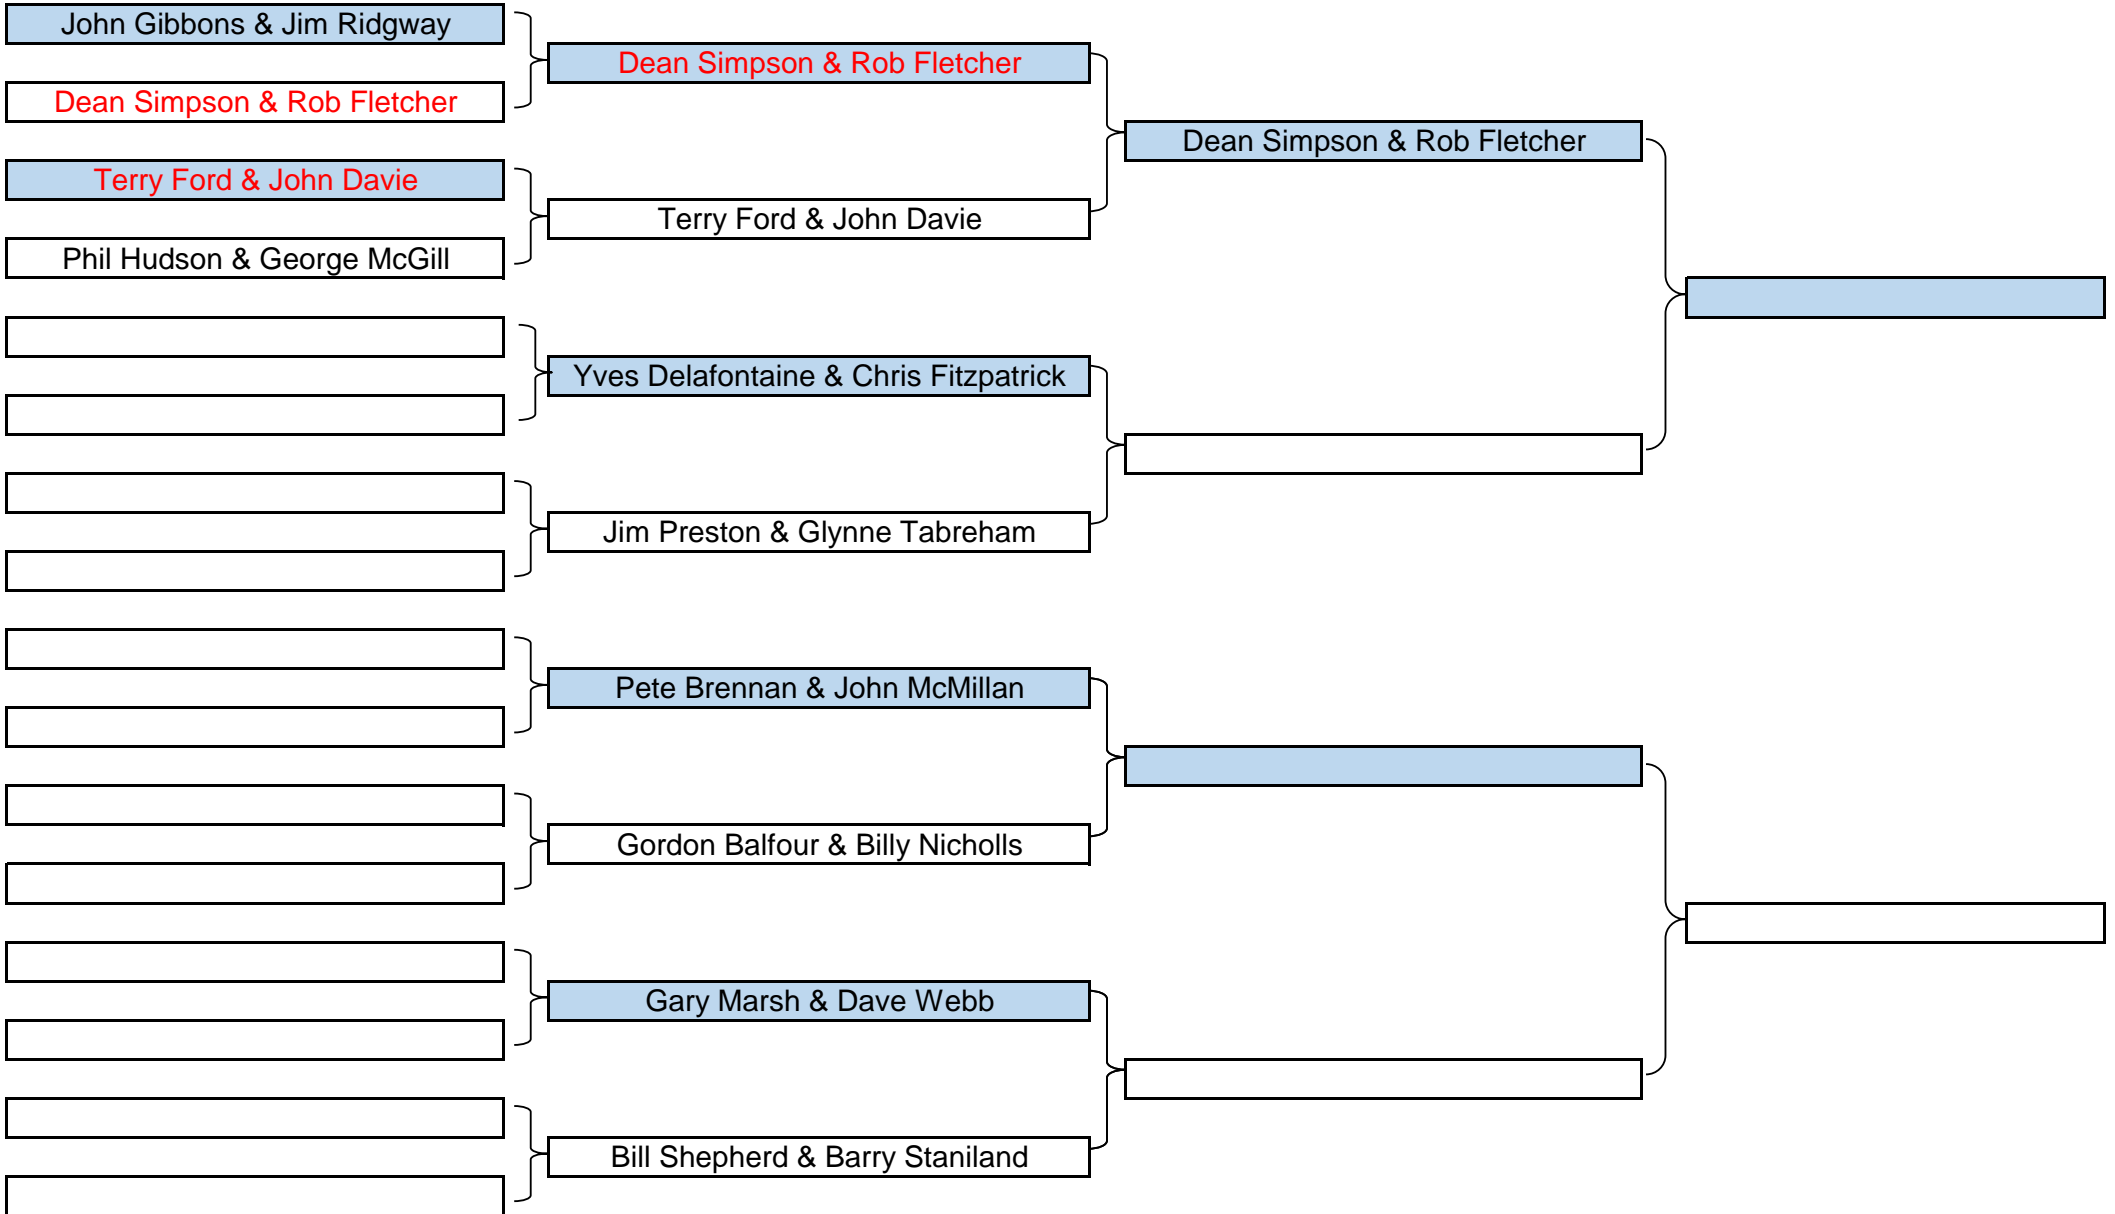 John Gibbons & Jim Ridgway
Dean Simpson & Rob Fletcher
Terry Ford & John Davie
Phil Hudson & George McGill
Dean Simpson & Rob Fletcher
Terry Ford & John Davie
Yves Delafontaine & Chris Fitzpatrick
Jim Preston & Glynne Tabreham
Pete Brennan & John McMillan
Gordon Balfour & Billy Nicholls
Gary Marsh & Dave Webb
Bill Shepherd & Barry Staniland
Dean Simpson & Rob Fletcher